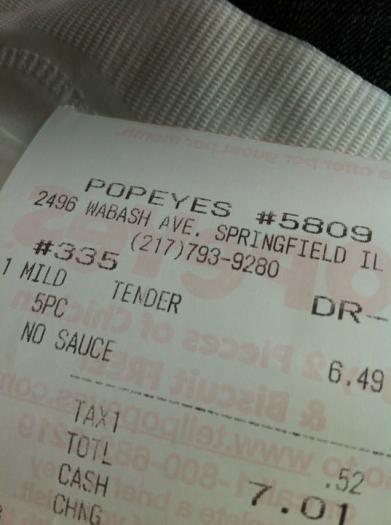 POPEYES #5809
2496 WABASH AVE. SPRINGFIELD IL
(217)793-9280
#335 DR-
1 MILD TENDER
5PC 6.49
NO SAUCE
TAX1 .52
TOTL 7.01
CASH
CHNG